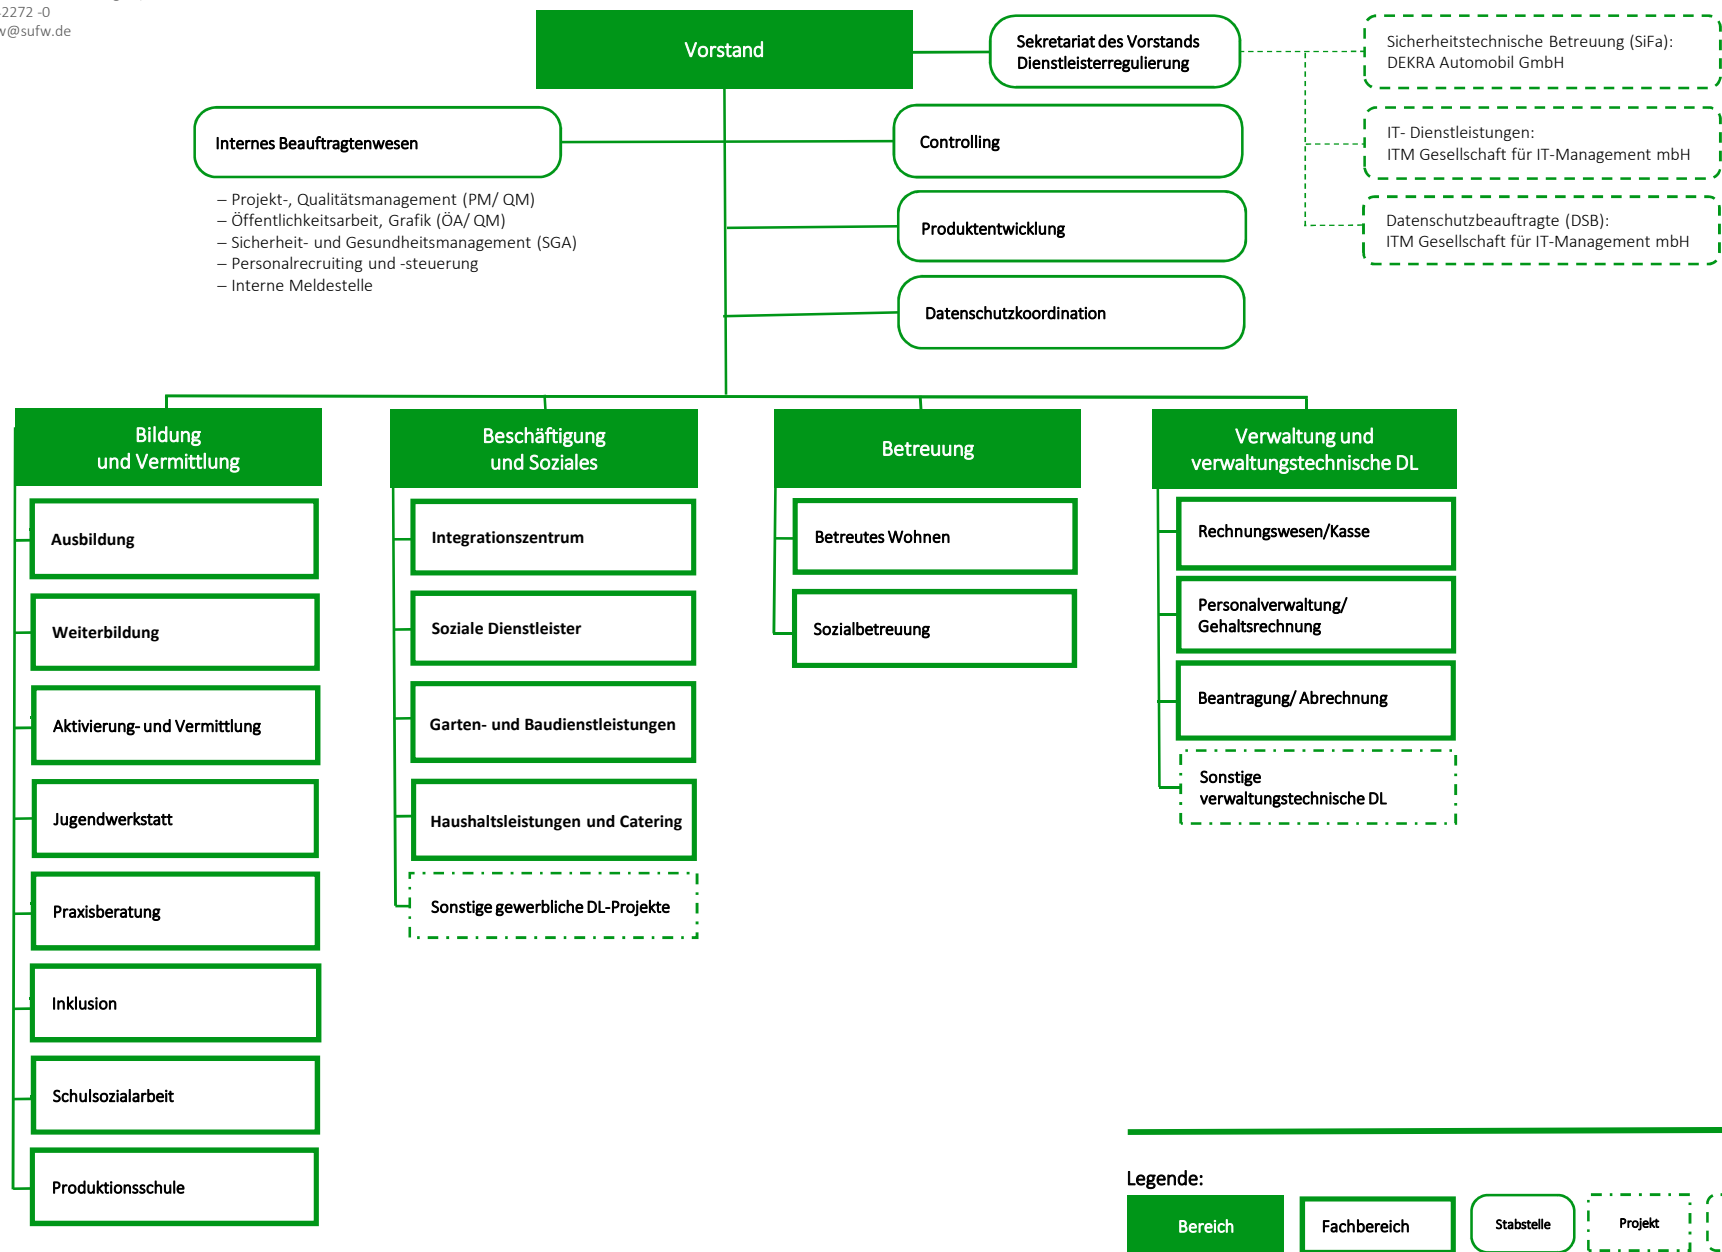 2272 -0
@sufw.de
Vorstand
Sekretariat des Vorstands
Dienstleisterregulierung
Sicherheitstechnische Betreuung (SiFa):
DEKRA Automobil GmbH
Internes Beauftragtenwesen
Controlling
IT- Dienstleistungen:
ITM Gesellschaft für IT-Management mbH
– Projekt-, Qualitätsmanagement (PM/ QM)
– Öffentlichkeitsarbeit, Grafik (ÖA/ QM)
– Sicherheit- und Gesundheitsmanagement (SGA)
– Personalrecruiting und -steuerung
– Interne Meldestelle
Produktentwicklung
Datenschutzbeauftragte (DSB):
ITM Gesellschaft für IT-Management mbH
Datenschutzkoordination
Bildung
und Vermittlung
Ausbildung
Weiterbildung
Aktivierung- und Vermittlung
Jugendwerkstatt
Praxisberatung
Inklusion
Schulsozialarbeit
Produktionsschule
Beschäftigung
und Soziales
Integrationszentrum
Soziale Dienstleister
Garten- und Baudienstleistungen
Haushaltsleistungen und Catering
Sonstige gewerbliche DL-Projekte
Betreuung
Betreutes Wohnen
Sozialbetreuung
Verwaltung und
verwaltungstechnische DL
Rechnungswesen/Kasse
Personalverwaltung/
Gehaltsrechnung
Beantragung/ Abrechnung
Sonstige
verwaltungstechnische DL
Legende:
Bereich
Fachbereich
Stabstelle
Projekt